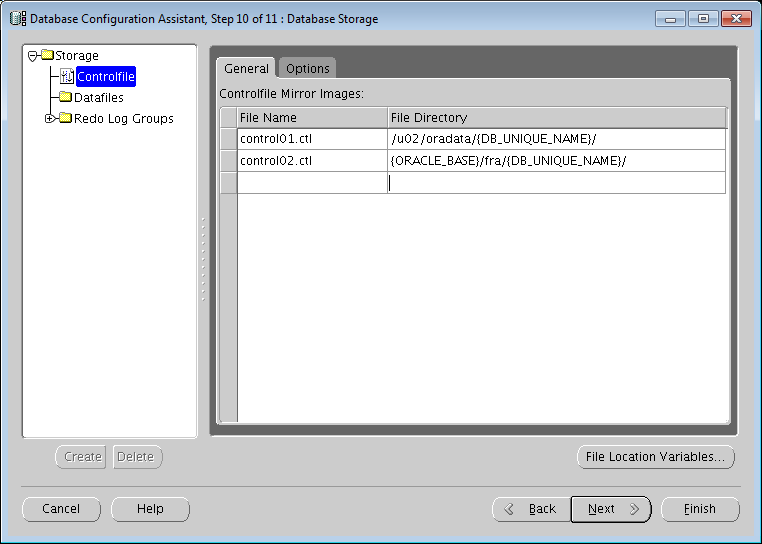 Database Configuration Assistant, Step 10 of 11 : Database Storage
Storage
Controlfile
Datafiles
Redo Log Groups
General Options
Controlfile Mirror Images:
File Name File Directory
control01.ctl /u02/oradata/{DB_UNIQUE_NAME}/
control02.ctl {ORACLE_BASE}/fra/{DB_UNIQUE_NAME}/
Create Delete
File Location Variables...
Cancel Help Back Next Finish